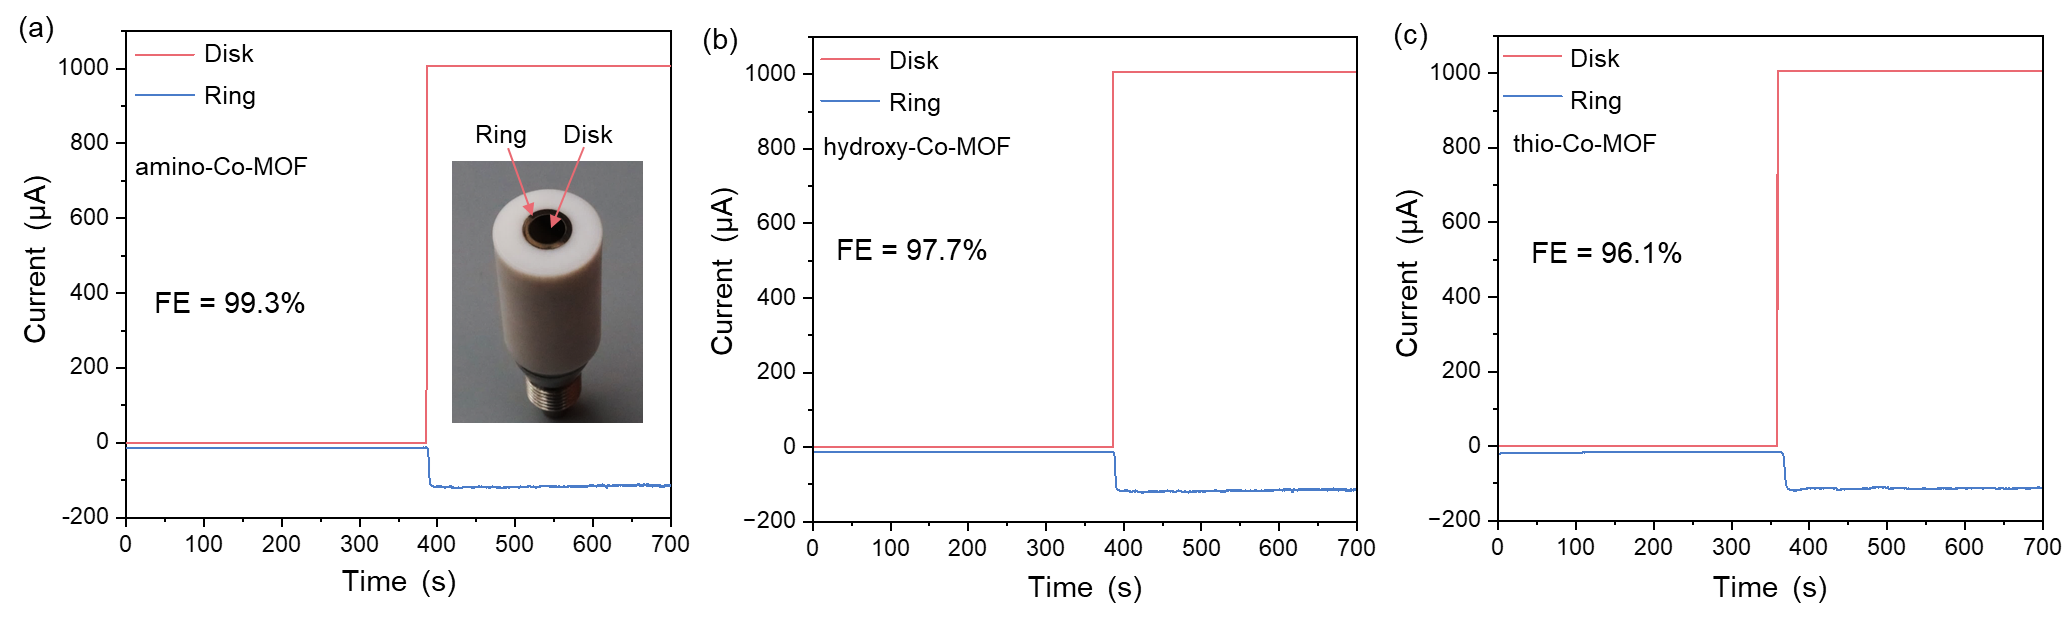 (a)
Disk
Ring
amino-Co-MOF
FE = 99.3%
Ring Disk
Current (μA)
1000
800
600
400
200
0
-200
0 100 200 300 400 500 600 700
Time (s)
(b)
Disk
Ring
hydroxy-Co-MOF
FE = 97.7%
Current (μA)
1000
800
600
400
200
0
−200
0 100 200 300 400 500 600 700
Time (s)
(c)
Disk
Ring
thio-Co-MOF
FE = 96.1%
Current (μA)
1000
800
600
400
200
0
−200
0 100 200 300 400 500 600 700
Time (s)